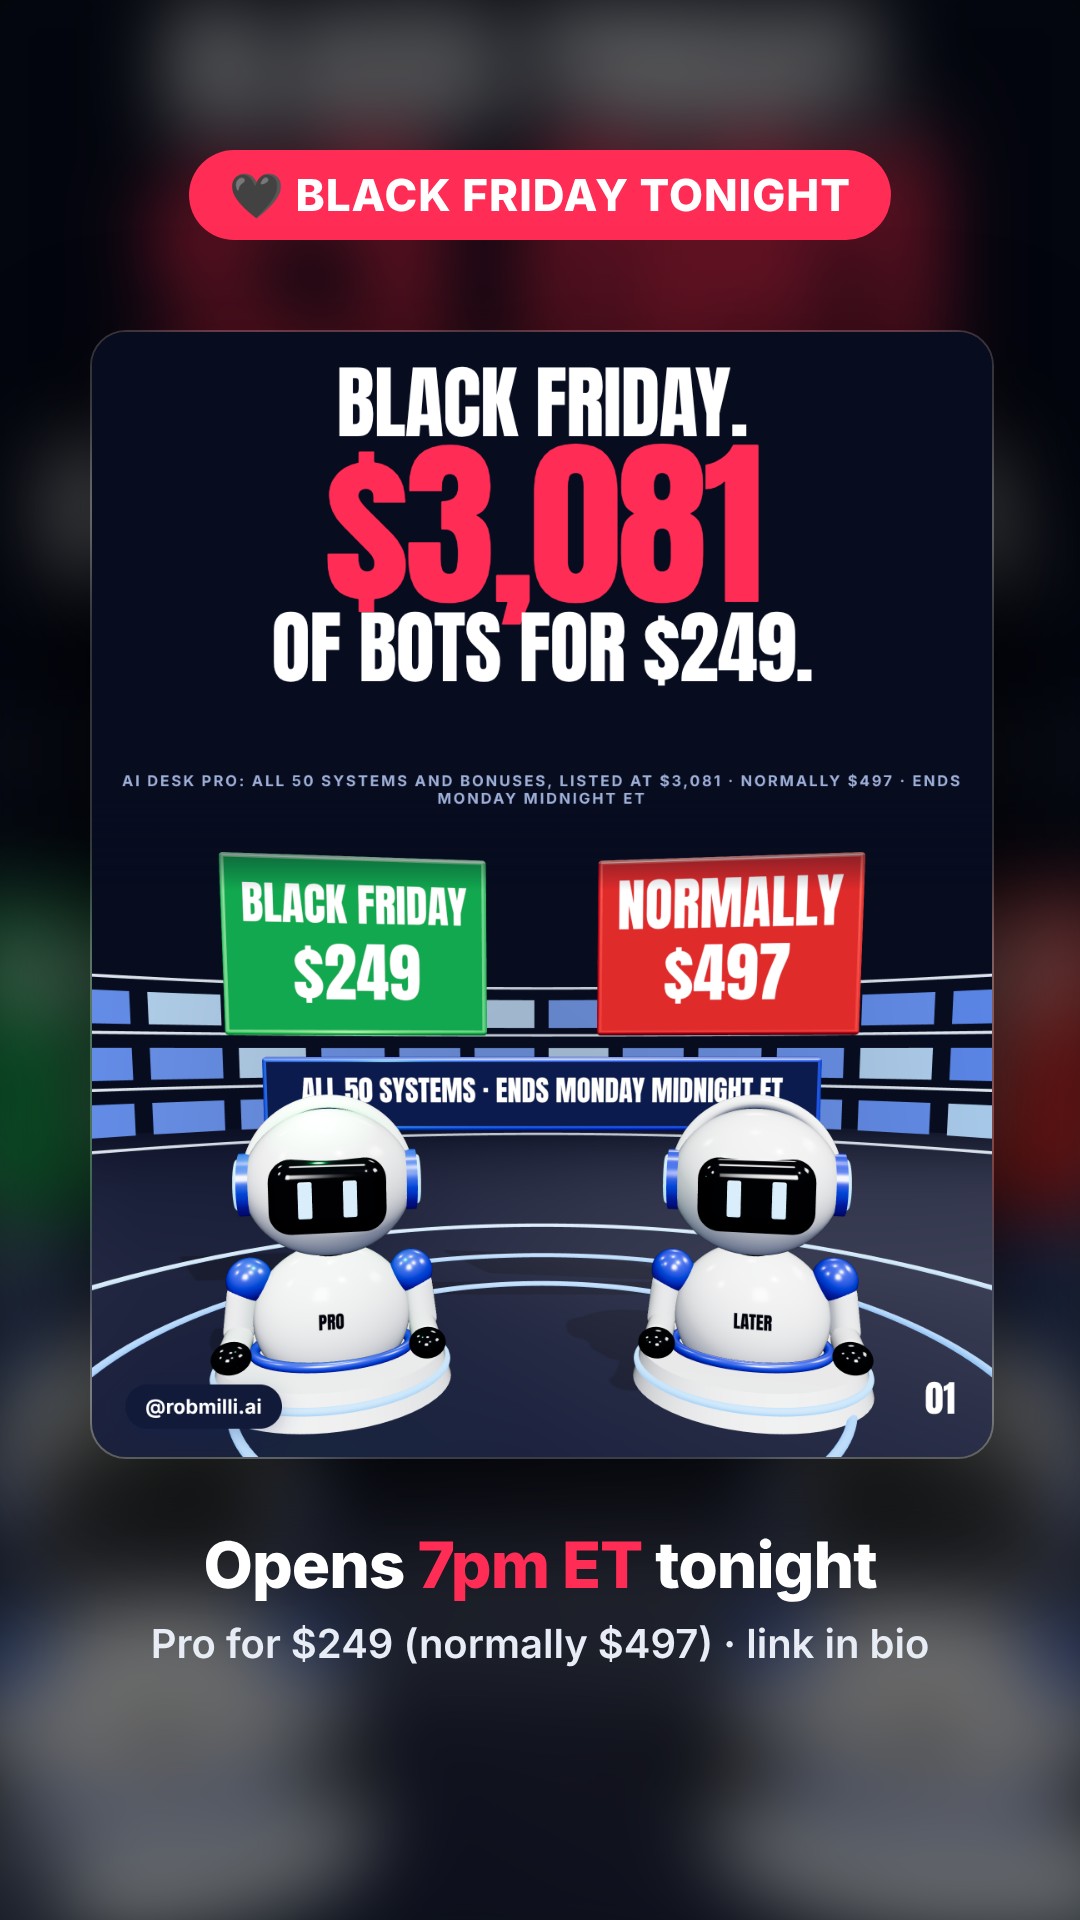 🖤 BLACK FRIDAY TONIGHT
BLACK FRIDAY.
$3,081
OF BOTS FOR $249.
AI DESK PRO: ALL 50 SYSTEMS AND BONUSES, LISTED AT $3,081 · NORMALLY $497 · ENDS
MONDAY MIDNIGHT ET
BLACK FRIDAY
$249
NORMALLY
$497
ALL 50 SYSTEMS · ENDS MONDAY MIDNIGHT ET
PRO
LATER
@robmilli.ai
01
Opens 7pm ET tonight
Pro for $249 (normally $497) · link in bio